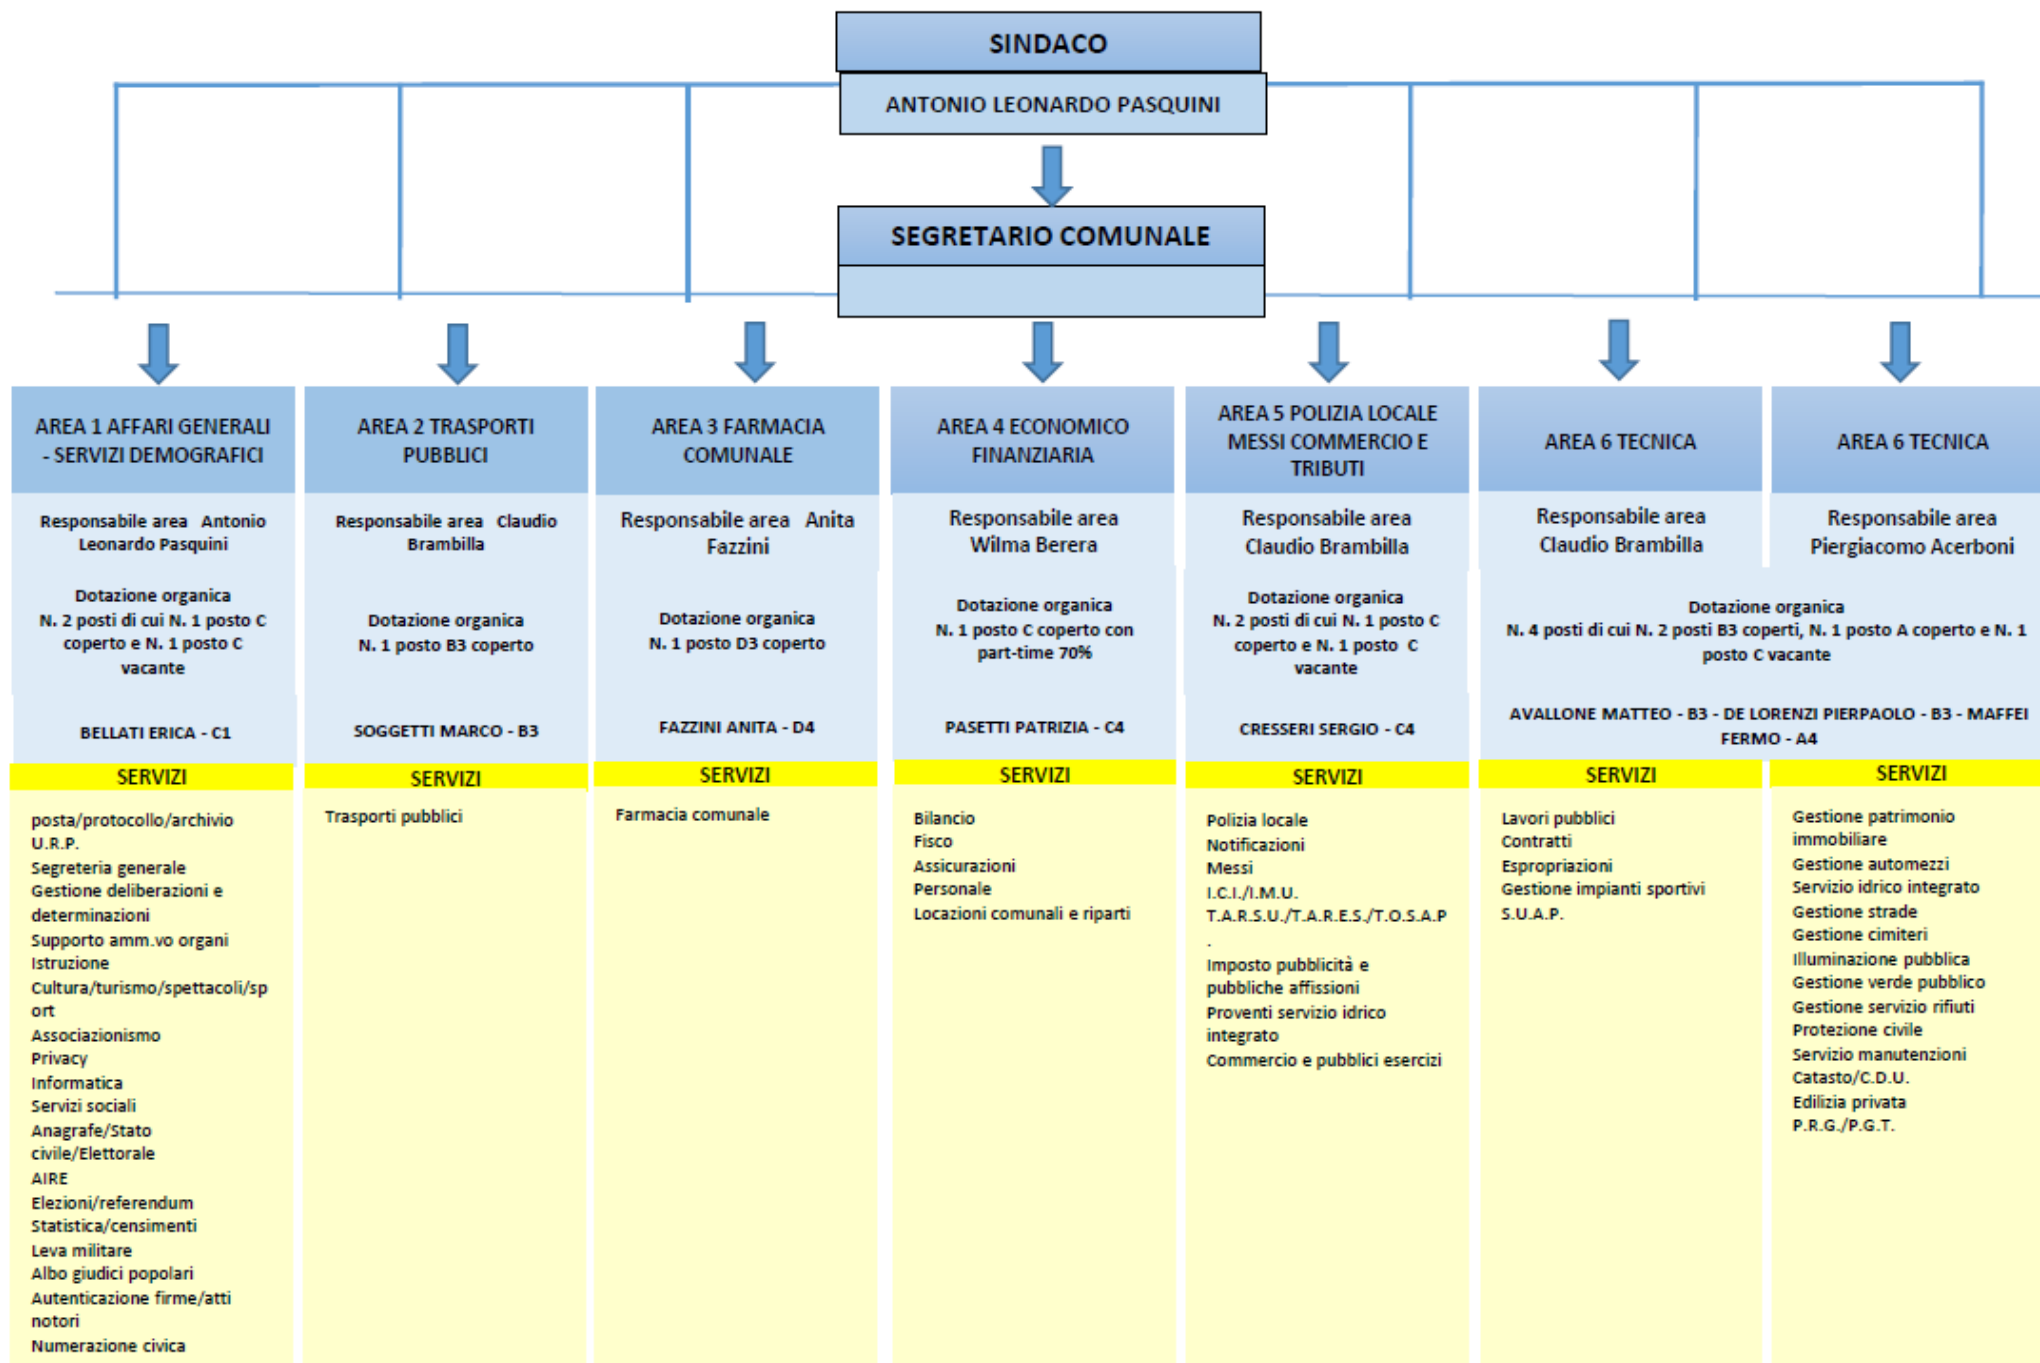 SINDACO
ANTONIO LEONARDO PASQUINI
SEGRETARIO COMUNALE
AREA 1 AFFARI GENERALI
- SERVIZI DEMOGRAFICI
Responsabile area Antonio
Leonardo Pasquini
Dotazione organica
N. 2 posti di cui N. 1 posto C
coperto e N. 1 posto C
vacante
BELLATI ERICA - C1
SERVIZI
posta/protocollo/archivio
U.R.P.
Segreteria generale
Gestione deliberazioni e
determinazioni
Supporto amm.vo organi
Istruzione
Cultura/turismo/spettacoli/sp
ort
Associazionismo
Privacy
Informatica
Servizi sociali
Anagrafe/Stato
civile/Elettorale
AIRE
Elezioni/referendum
Statistica/censimenti
Leva militare
Albo giudici popolari
Autenticazione firme/atti
notori
Numerazione civica
AREA 2 TRASPORTI
PUBBLICI
Responsabile area Claudio
Brambilla
Dotazione organica
N. 1 posto B3 coperto
SOGGETTI MARCO - B3
SERVIZI
Trasporti pubblici
AREA 3 FARMACIA
COMUNALE
Responsabile area Anita
Fazzini
Dotazione organica
N. 1 posto D3 coperto
FAZZINI ANITA - D4
SERVIZI
Farmacia comunale
AREA 4 ECONOMICO
FINANZIARIA
Responsabile area
Wilma Berera
Dotazione organica
N. 1 posto C coperto con
part-time 70%
PASETTI PATRIZIA - C4
SERVIZI
Bilancio
Fisco
Assicurazioni
Personale
Locazioni comunali e riparti
AREA 5 POLIZIA LOCALE
MESSI COMMERCIO E
TRIBUTI
Responsabile area
Claudio Brambilla
Dotazione organica
N. 2 posti di cui N. 1 posto C
coperto e N. 1 posto C
vacante
CRESSERI SERGIO - C4
SERVIZI
Polizia locale
Notificazioni
Messi
I.C.I./I.M.U.
T.A.R.S.U./T.A.R.E.S./T.O.S.A.P
.
Imposto pubblicità e
pubbliche affissioni
Proventi servizio idrico
integrato
Commercio e pubblici esercizi
AREA 6 TECNICA
Responsabile area
Claudio Brambilla
AREA 6 TECNICA
Responsabile area
Piergiacomo Acerboni
Dotazione organica
N. 4 posti di cui N. 2 posti B3 coperti, N. 1 posto A coperto e N. 1
posto C vacante
AVALLONE MATTEO - B3 - DE LORENZI PIERPAOLO - B3 - MAFFEI
FERMO - A4
SERVIZI
Lavori pubblici
Contratti
Espropriazioni
Gestione impianti sportivi
S.U.A.P.
SERVIZI
Gestione patrimonio
immobiliare
Gestione automezzi
Servizio idrico integrato
Gestione strade
Gestione cimiteri
Illuminazione pubblica
Gestione verde pubblico
Gestione servizio rifiuti
Protezione civile
Servizio manutenzioni
Catasto/C.D.U.
Edilizia privata
P.R.G./P.G.T.